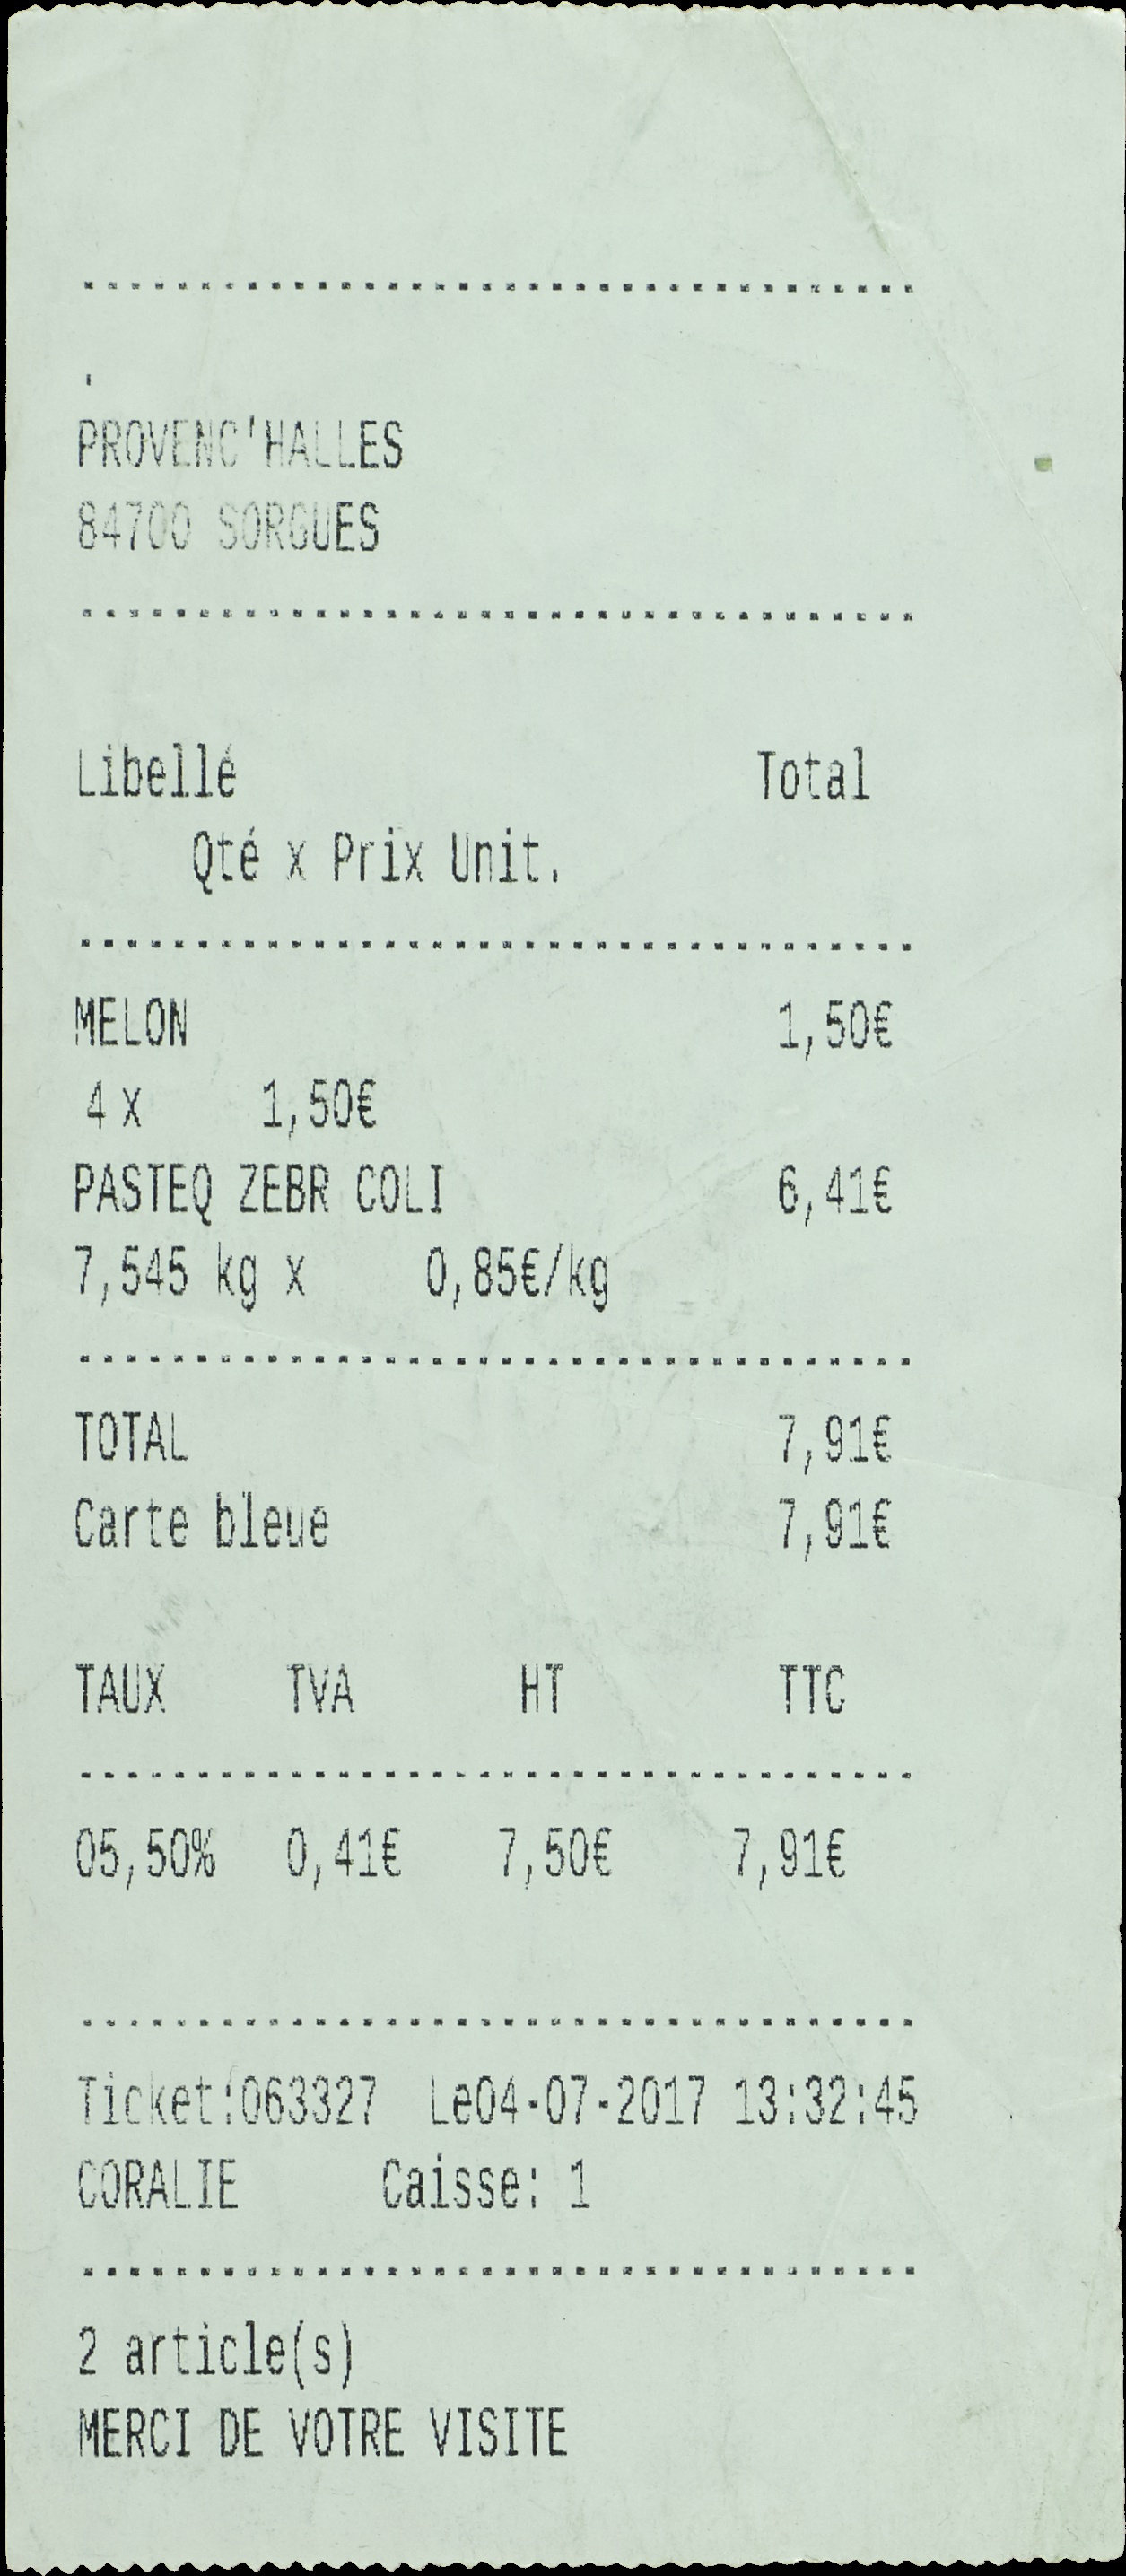 PROVENC'HALLES
84700 SORGUES
Libellé Total
Qté x Prix Unit.
MELON 1,50€
4 x 1,50€
PASTEQ ZEBR COLI 6,41€
7,545 kg x 0,85€/kg
TOTAL 7,91€
Carte bleue 7,91€
TAUX TVA HT TTC
05,50% 0,41€ 7,50€ 7,91€
Ticket:063327 Le04-07-2017 13:32:45
CORALIE Caisse: 1
2 article(s)
MERCI DE VOTRE VISITE